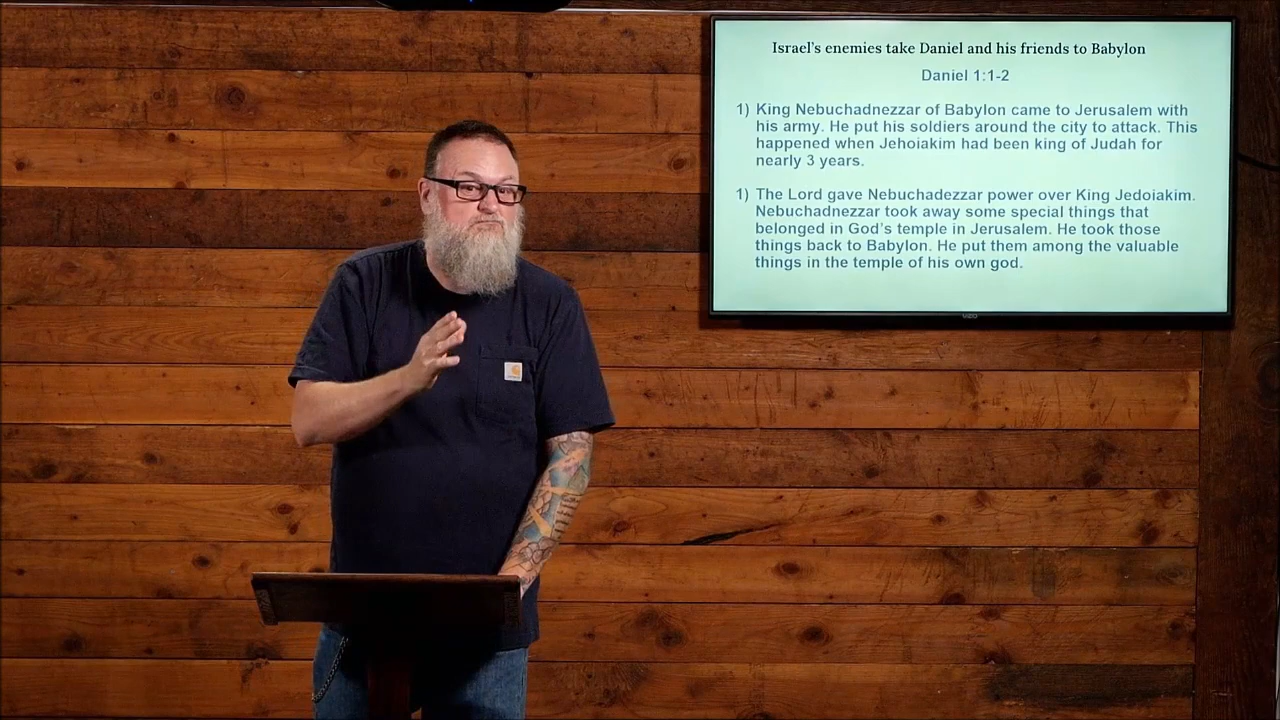 Israel's enemies take Daniel and his friends to Babylon
Daniel 1:1-2
1) King Nebuchadnezzar of Babylon came to Jerusalem with
his army. He put his soldiers around the city to attack. This
happened when Jehoiakim had been king of Judah for
nearly 3 years.
1) The Lord gave Nebuchadezzar power over King Jedoiakim.
Nebuchadnezzar took away some special things that
belonged in God's temple in Jerusalem. He took those
things back to Babylon. He put them among the valuable
things in the temple of his own god.